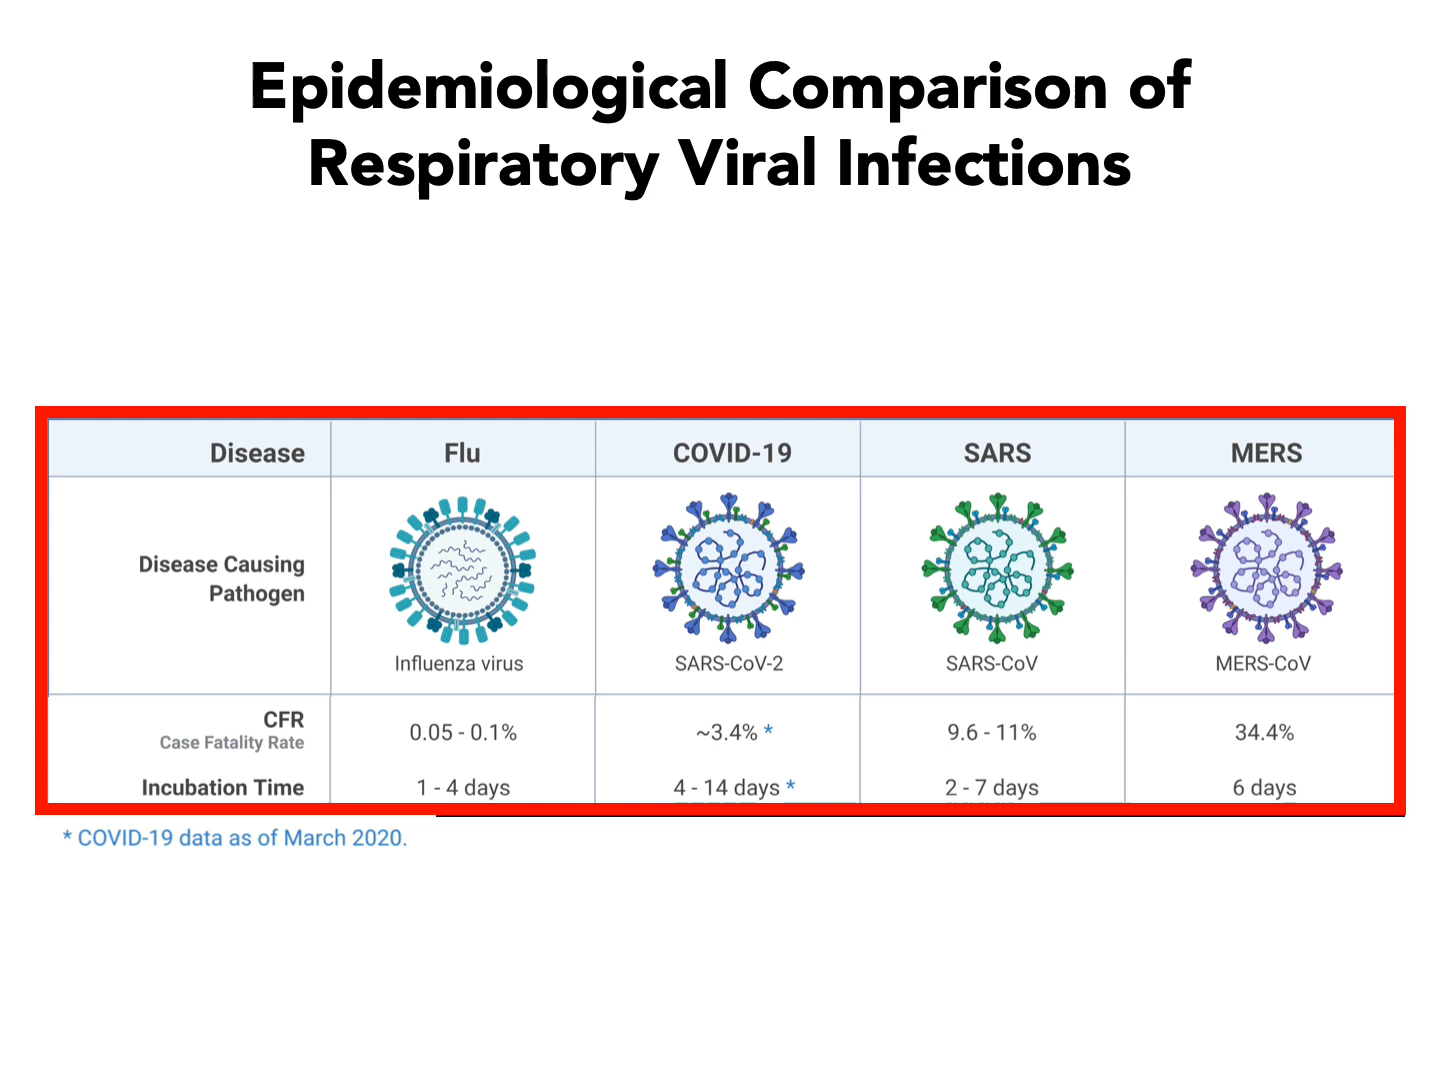 Epidemiological Comparison of
Respiratory Viral Infections
Disease Flu COVID-19 SARS MERS
Disease Causing
Pathogen
Influenza virus SARS-CoV-2 SARS-CoV MERS-CoV
CFR
Case Fatality Rate
0.05 - 0.1% ~3.4% * 9.6 - 11% 34.4%
Incubation Time 1 - 4 days 4 - 14 days * 2 - 7 days 6 days
* COVID-19 data as of March 2020.